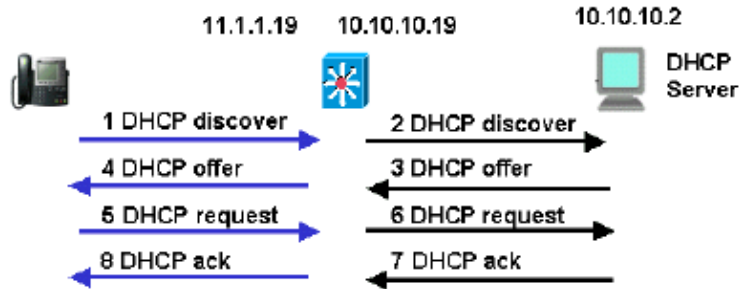 11.1.1.19 10.10.10.19 10.10.10.2
DHCP
Server
1 DHCP discover 2 DHCP discover
4 DHCP offer 3 DHCP offer
5 DHCP request 6 DHCP request
8 DHCP ack 7 DHCP ack